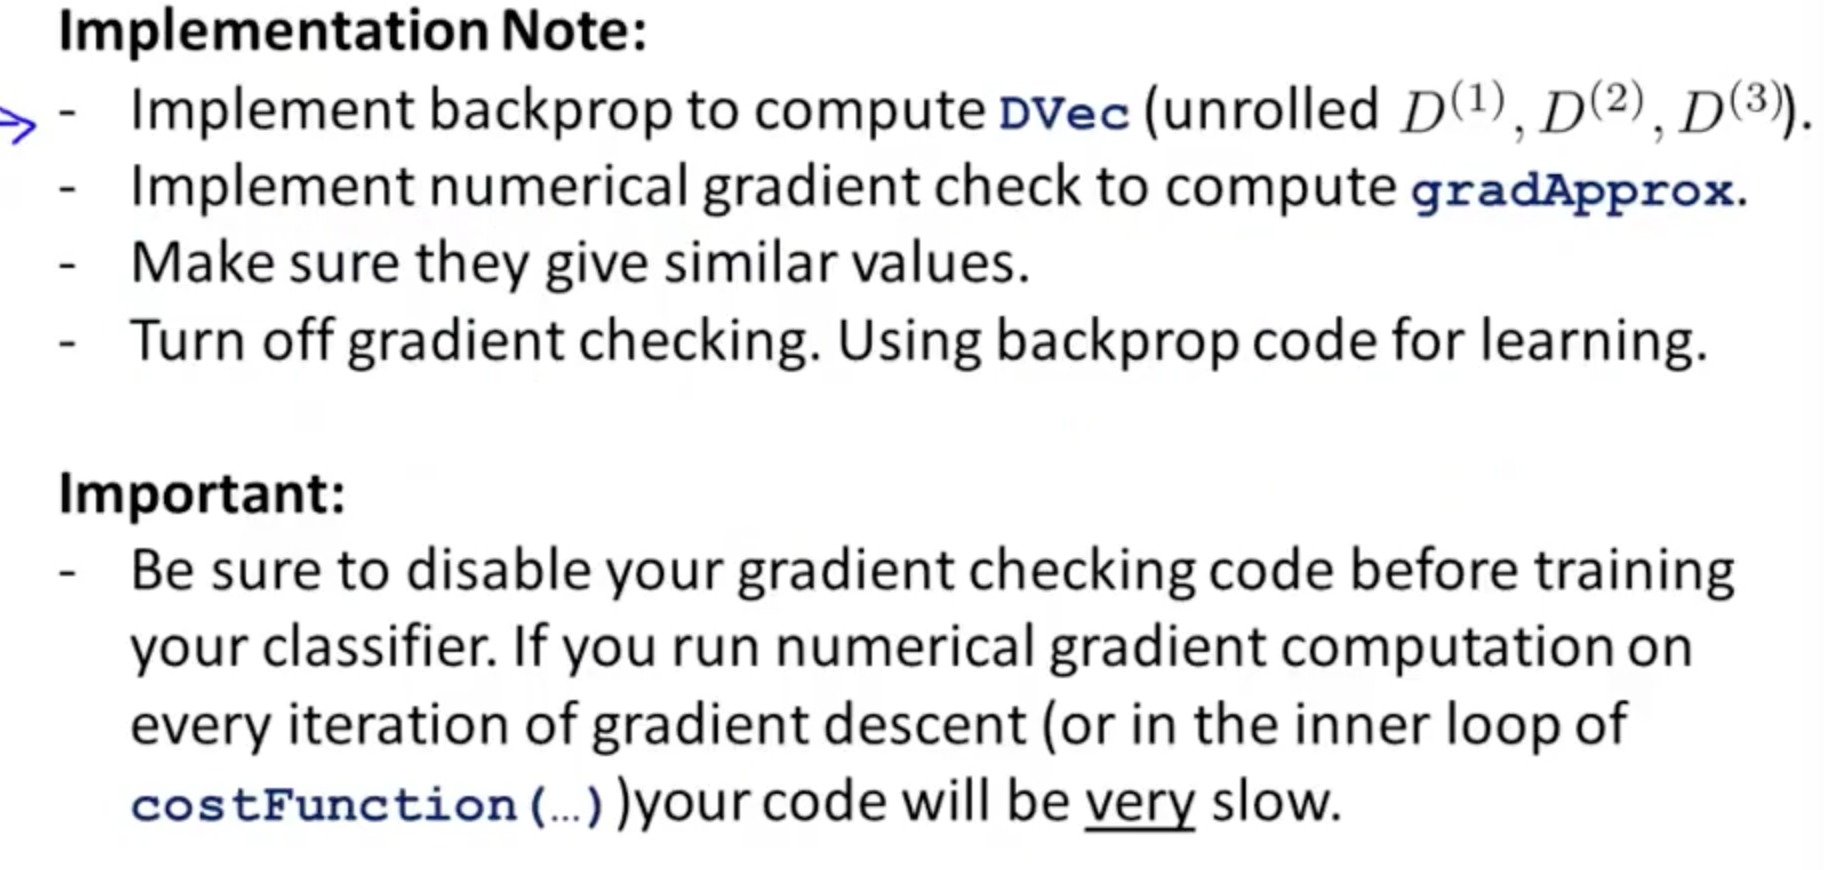 Implementation Note:
- Implement backprop to compute DVec (unrolled D(1), D(2), D(3)).
- Implement numerical gradient check to compute gradApprox.
- Make sure they give similar values.
- Turn off gradient checking. Using backprop code for learning.
Important:
- Be sure to disable your gradient checking code before training
your classifier. If you run numerical gradient computation on
every iteration of gradient descent (or in the inner loop of
costFunction(…))your code will be very slow.